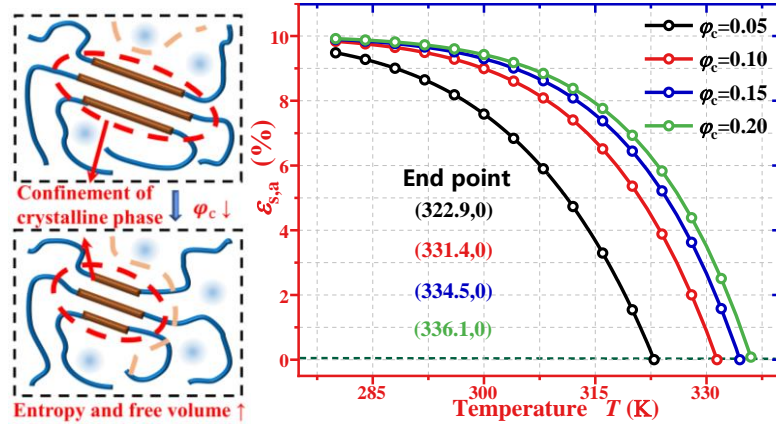 Confinement of
crystalline phase
φc ↓
Entropy and free volume ↑
εs,a (%)
10
8
6
4
2
0
φc=0.05
φc=0.10
φc=0.15
φc=0.20
End point
(322.9,0)
(331.4,0)
(334.5,0)
(336.1,0)
285
300
315
330
Temperature T (K)